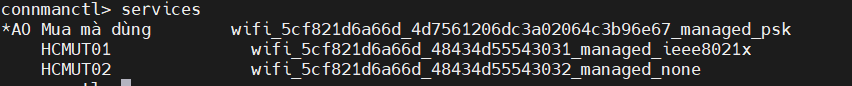 connmanctl> services
*AO Mua mà dùng wifi_5cf821d6a66d_4d7561206dc3a02064c3b96e67_managed_psk
HCMUT01 wifi_5cf821d6a66d_48434d55543031_managed_ieee8021x
HCMUT02 wifi_5cf821d6a66d_48434d55543032_managed_none